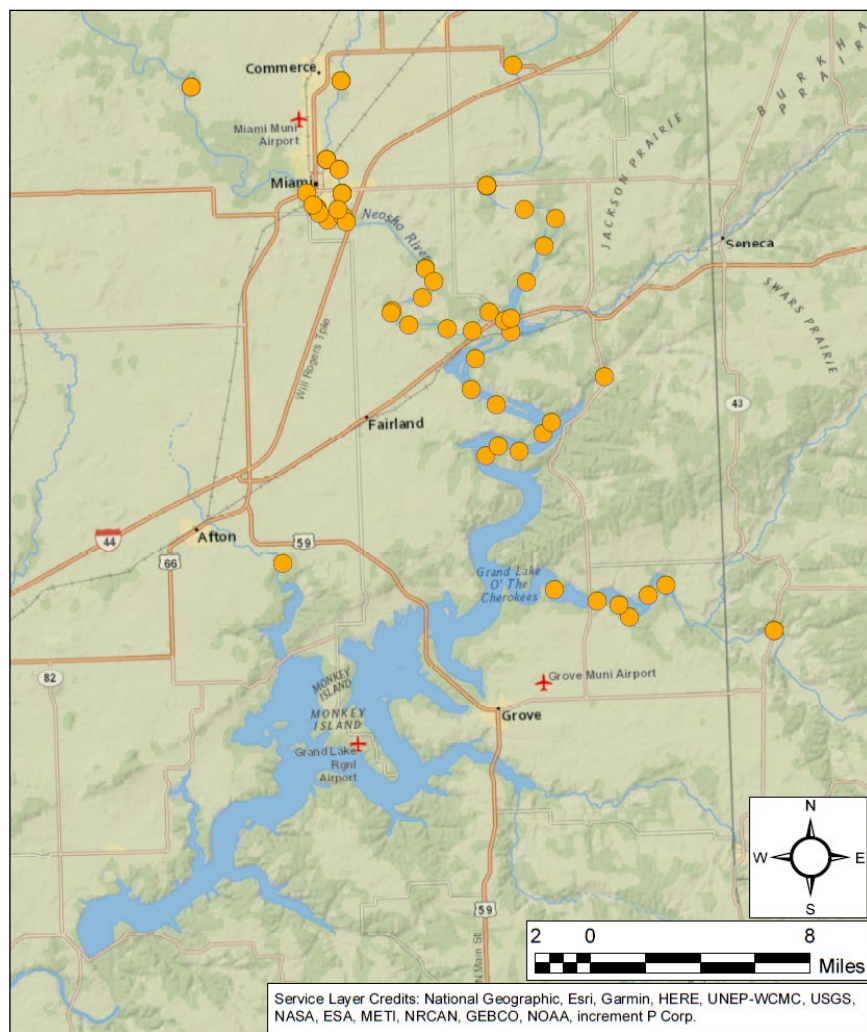 Commerce
BURKHA
PRAIR
PRAIRIE
Miami Muni
Airport
JACKSON PRAIRIE
Miami
Neosho River
Seneca
SWARS PRAIRIE
Will Rogers Tple
43
Fairland
44
Afton
59
66
Grand Lake
O' The
Cherokees
82
MONKEY
ISLAND
Grove Muni Airport
MONKEY
ISLAND
Grove
Grand Lake
Rgnl
Airport
N
W E
S
59
N Main St
2 0 8
Miles
Service Layer Credits: National Geographic, Esri, Garmin, HERE, UNEP-WCMC, USGS,
NASA, ESA, METI, NRCAN, GEBCO, NOAA, increment P Corp.